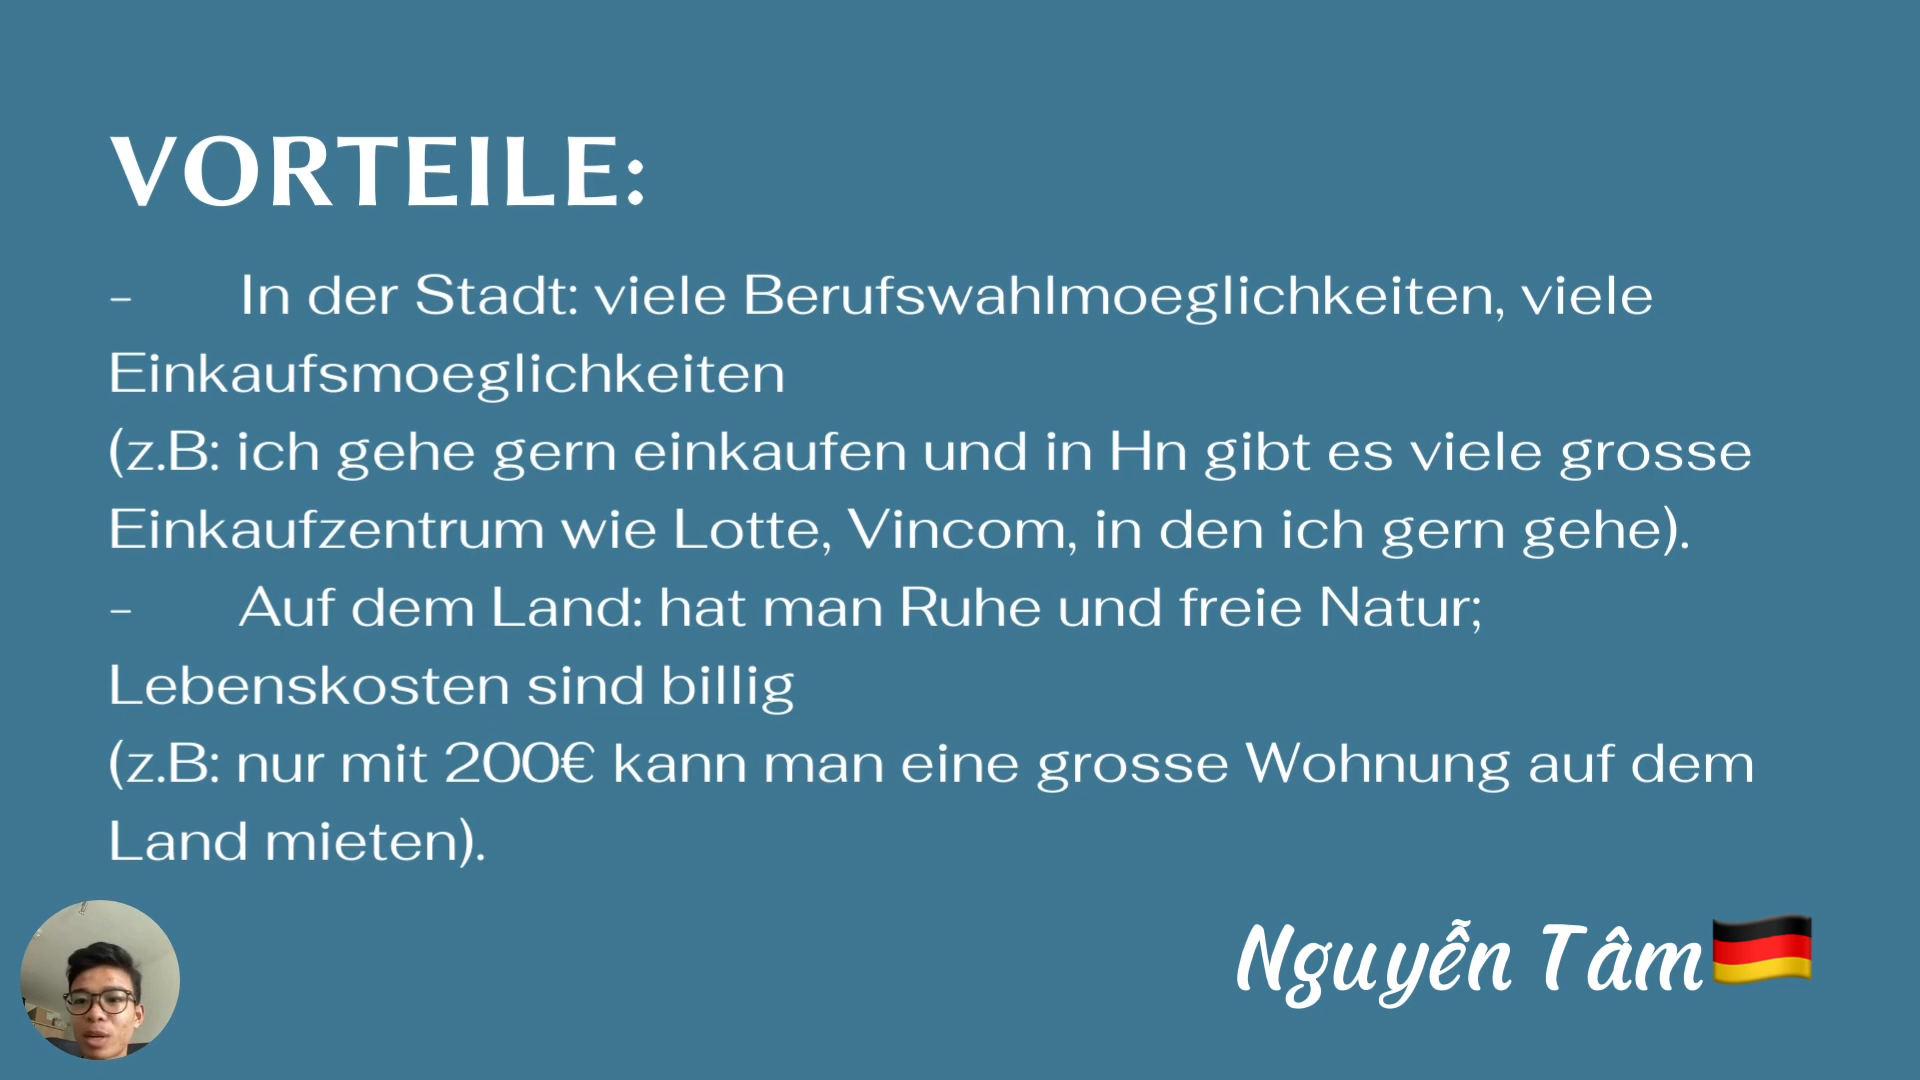 VORTEILE:
- In der Stadt: viele Berufswahlmoeglichkeiten, viele
Einkaufsmoeglichkeiten
(z.B: ich gehe gern einkaufen und in Hn gibt es viele grosse
Einkaufzentrum wie Lotte, Vincom, in den ich gern gehe).
- Auf dem Land: hat man Ruhe und freie Natur;
Lebenskosten sind billig
(z.B: nur mit 200€ kann man eine grosse Wohnung auf dem
Land mieten).
Nguyễn Tâm